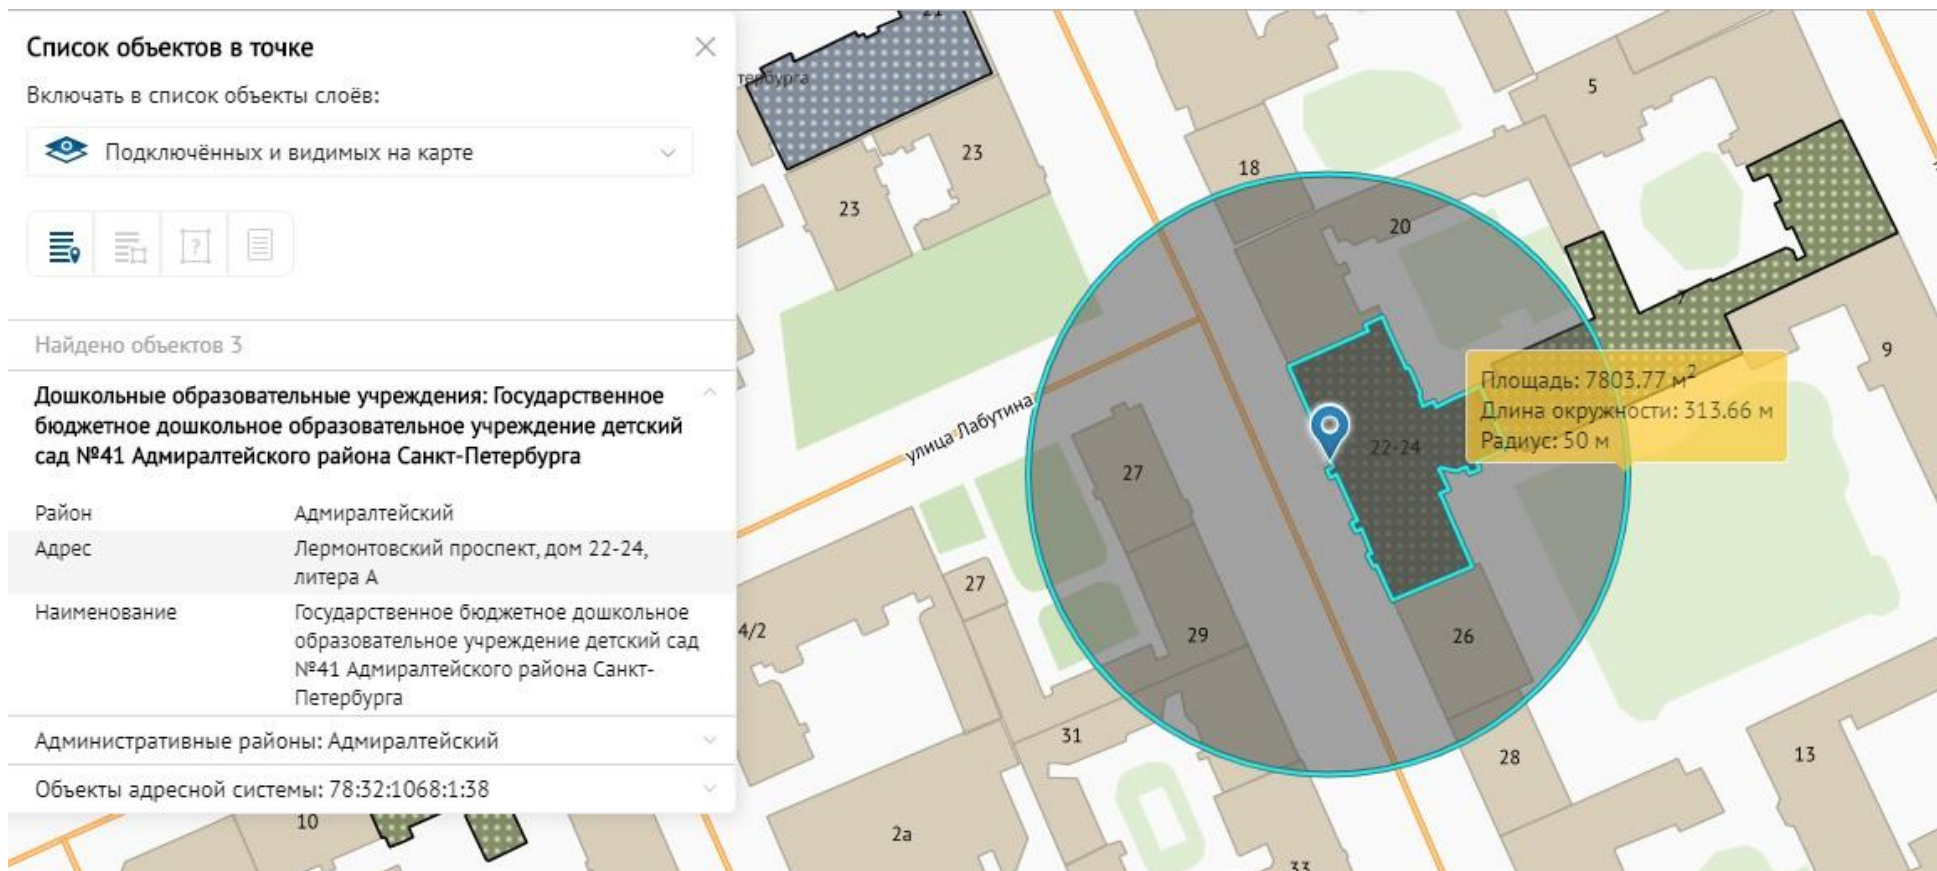 Список объектов в точке
Включать в список объекты слоёв:
Подключённых и видимых на карте
Найдено объектов 3
Дошкольные образовательные учреждения: Государственное
бюджетное дошкольное образовательное учреждение детский
сад №41 Адмиралтейского района Санкт-Петербурга
Район Адмиралтейский
Адрес Лермонтовский проспект, дом 22-24,
литера А
Наименование Государственное бюджетное дошкольное
образовательное учреждение детский сад
№41 Адмиралтейского района Санкт-
Петербурга
Административные районы: Адмиралтейский
Объекты адресной системы: 78:32:1068:1:38
21
тербурга
23
23
18
5
20
7
9
Площадь: 7803.77 м²
Длина окружности: 313.66 м
Радиус: 50 м
улица Лабутина
22-24
27
27
4/2
29
26
31
28
13
10
2а
33
?